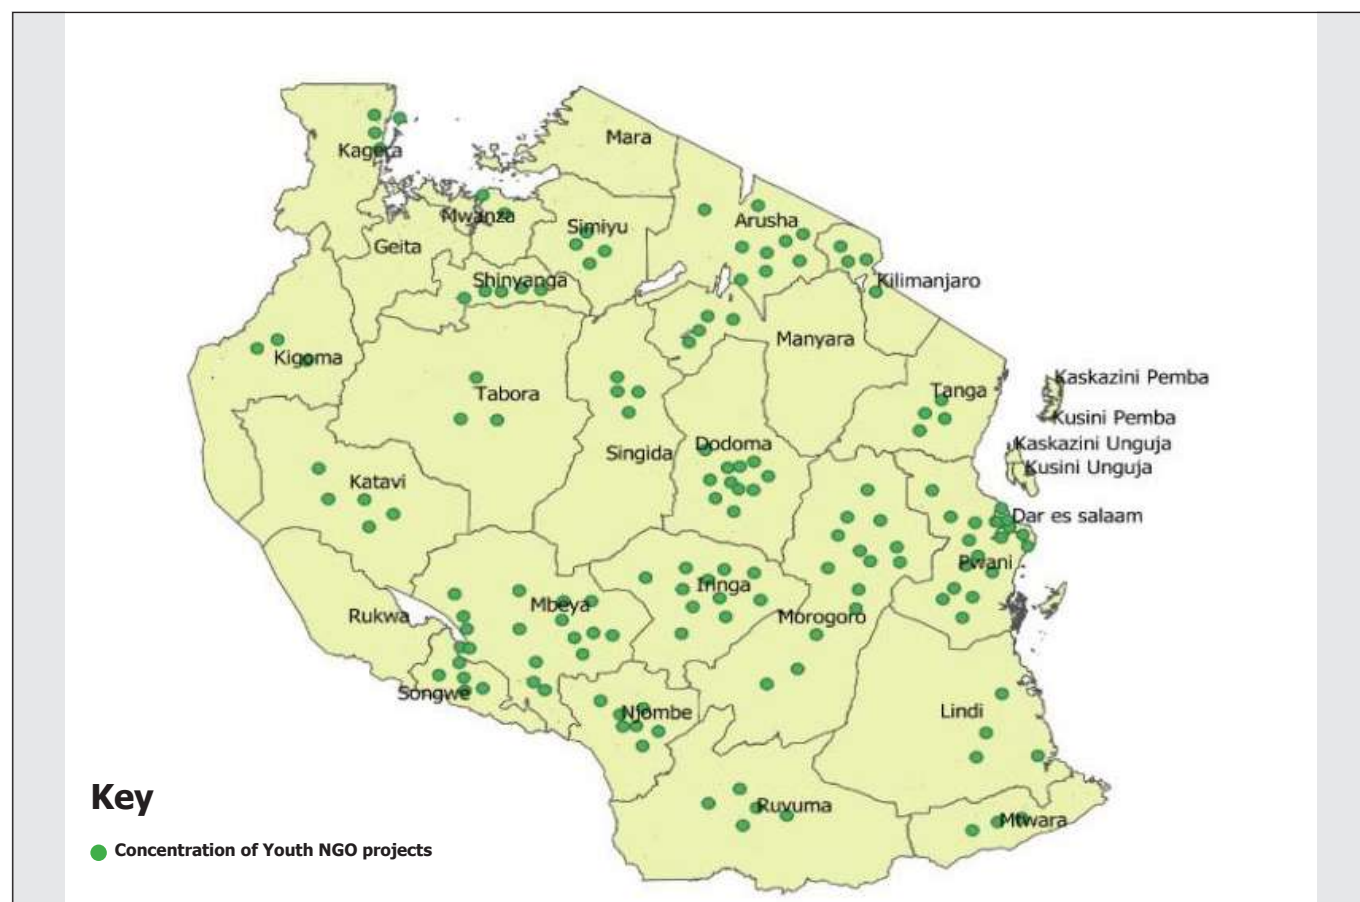 Mara
Kagera
Mwanza
Simiyu
Arusha
Geita
Shinyanga
Kilimanjaro
Kigoma
Manyara
Tabora
Tanga
Kaskazini Pemba
Kusini Pemba
Singida
Dodoma
Kaskazini Unguja
Kusini Unguja
Katavi
Dar es salaam
Pwani
Iringa
Mbeya
Rukwa
Morogoro
Songwe
Njombe
Lindi
Ruvuma
Mtwara
Key
Concentration of Youth NGO projects